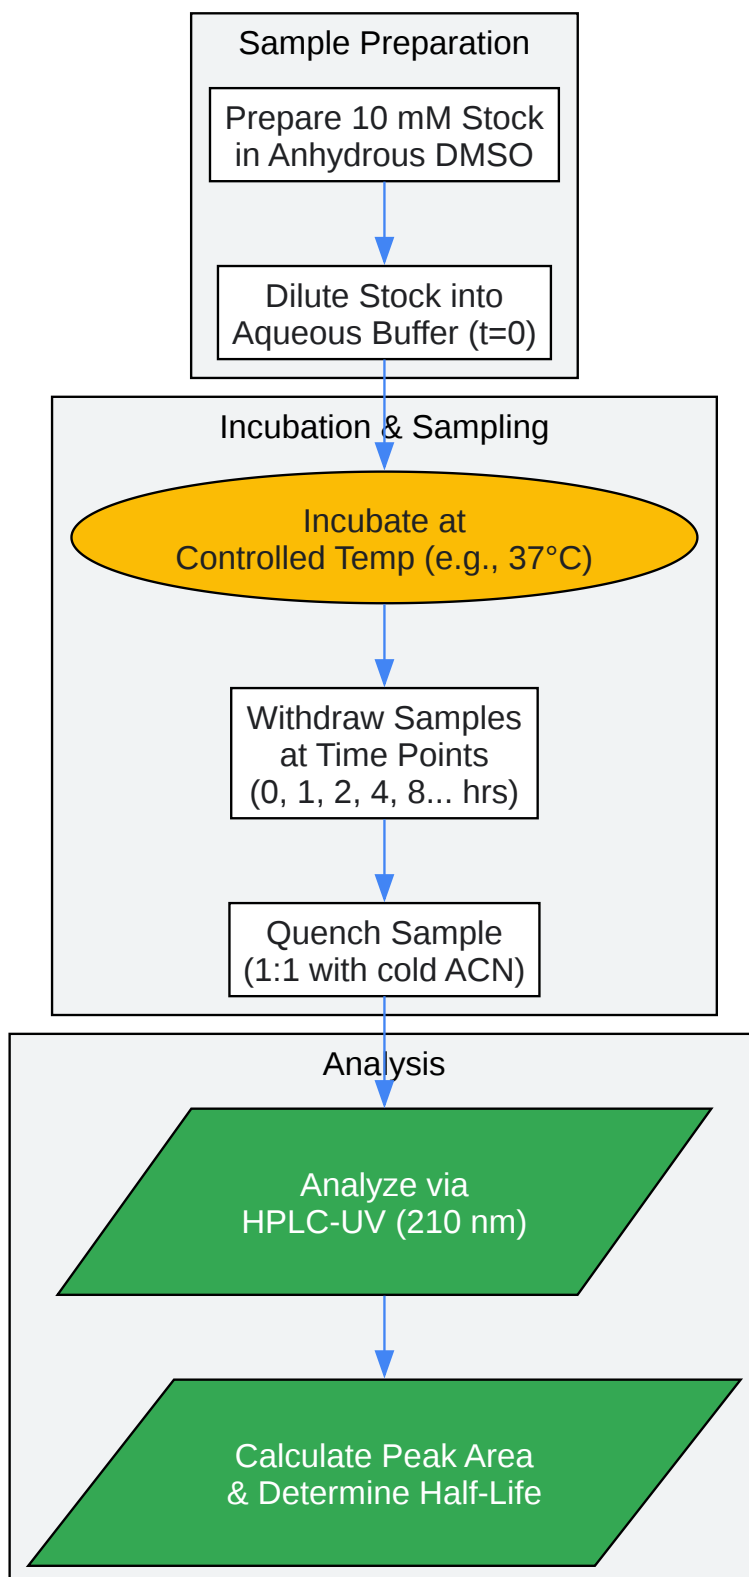 Sample Preparation
Prepare 10 mM Stock
in Anhydrous DMSO
Dilute Stock into
Aqueous Buffer (t=0)
Incubation & Sampling
Incubate at
Controlled Temp (e.g., 37°C)
Withdraw Samples
at Time Points
(0, 1, 2, 4, 8... hrs)
Quench Sample
(1:1 with cold ACN)
Analysis
Analyze via
HPLC-UV (210 nm)
Calculate Peak Area
& Determine Half-Life